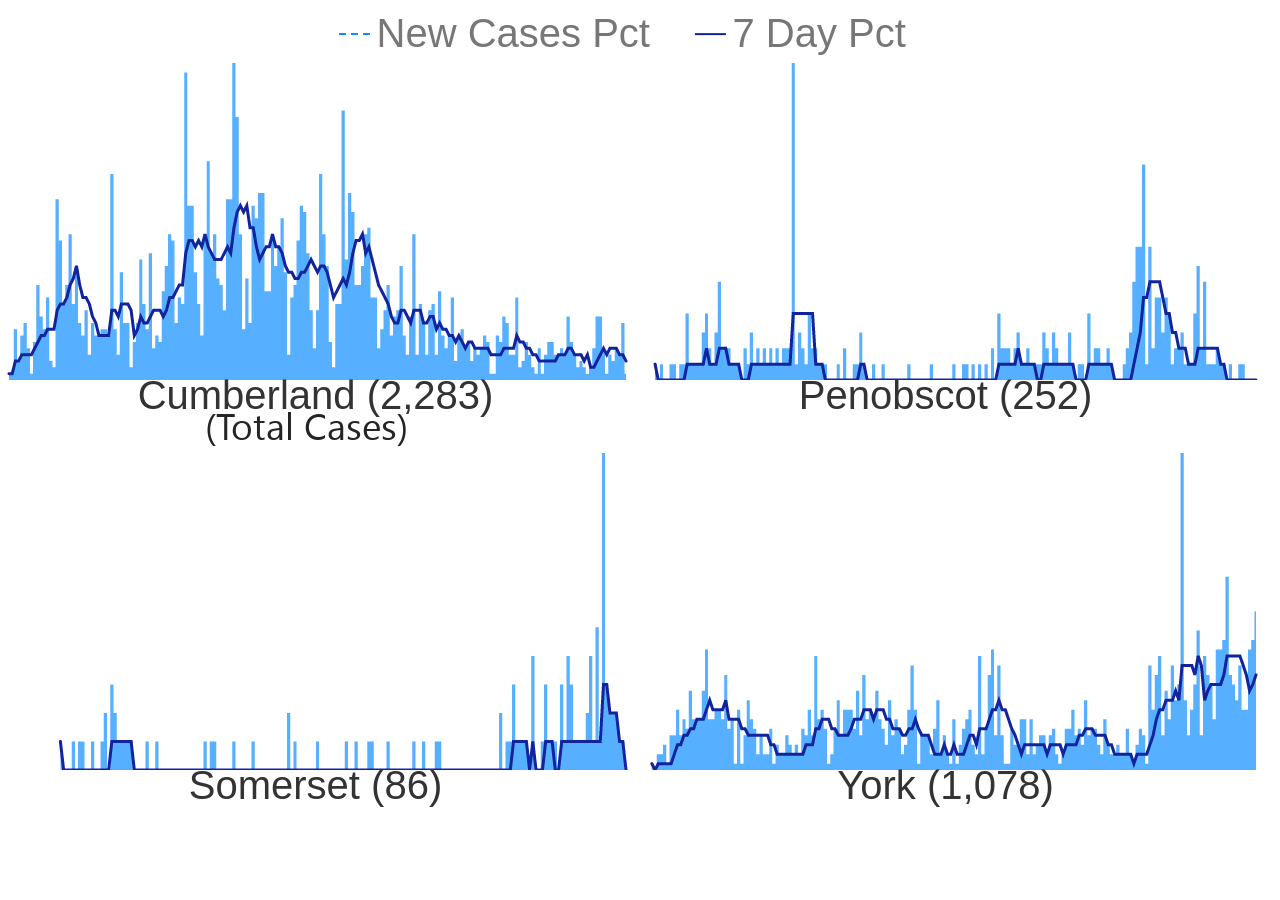 New Cases Pct 7 Day Pct
Cumberland (2,283) Penobscot (252)
(Total Cases)
Somerset (86) York (1,078)